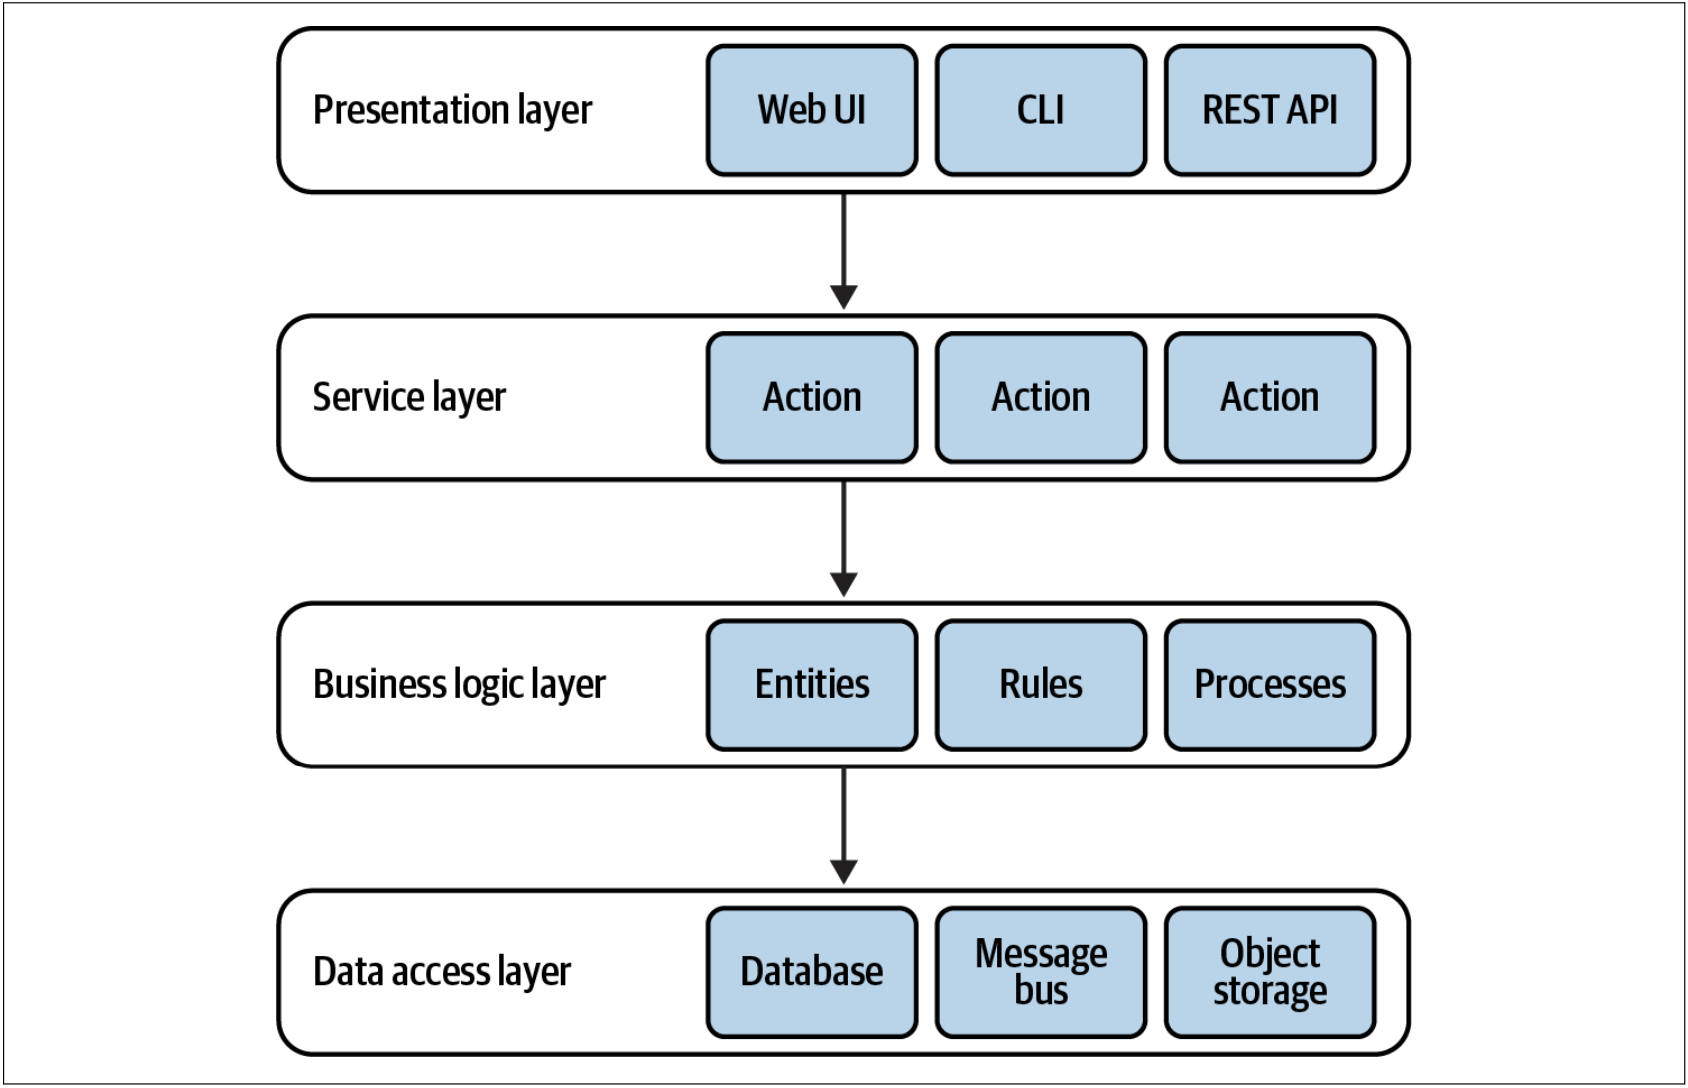 Presentation layer
Web UI
CLI
REST API
Service layer
Action
Action
Action
Business logic layer
Entities
Rules
Processes
Data access layer
Database
Message
bus
Object
storage